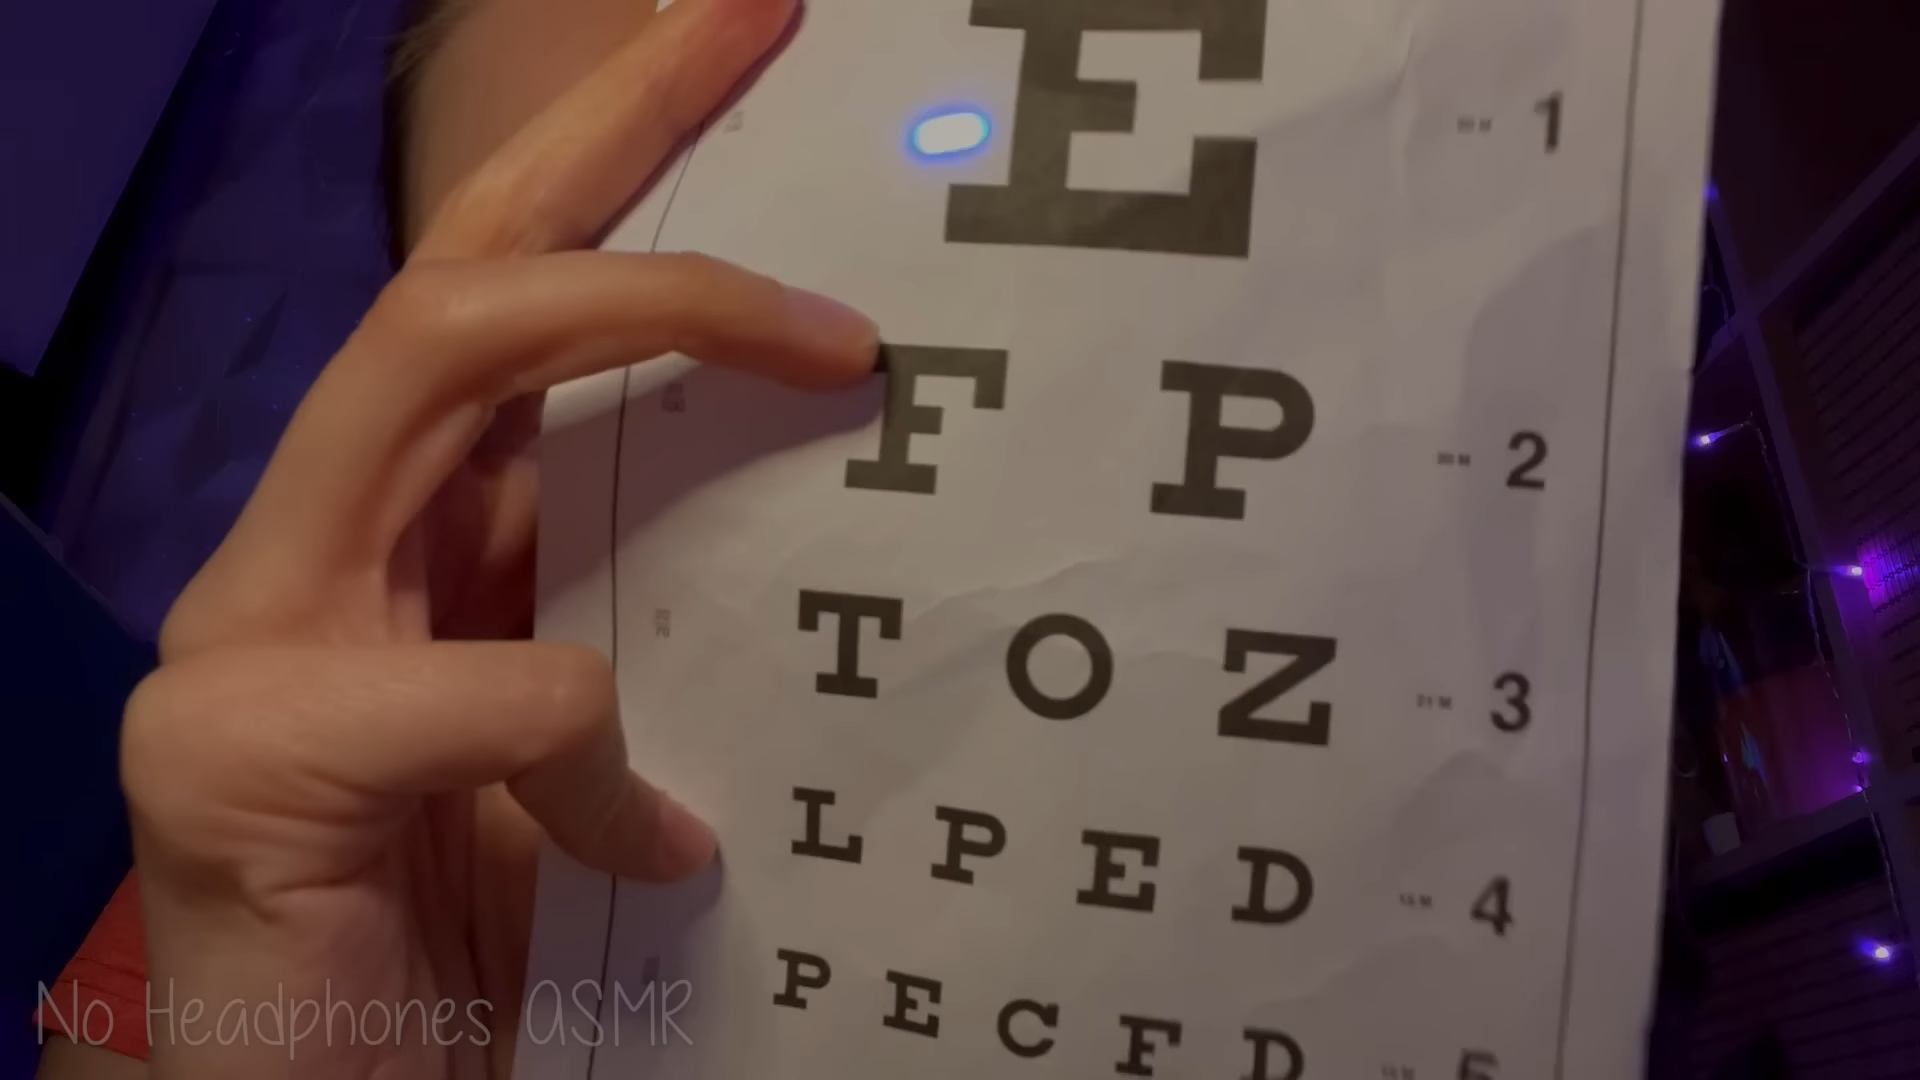 E 1
F P 2
T O Z 3
L P E D 4
P E C F D 5
No Headphones ASMR